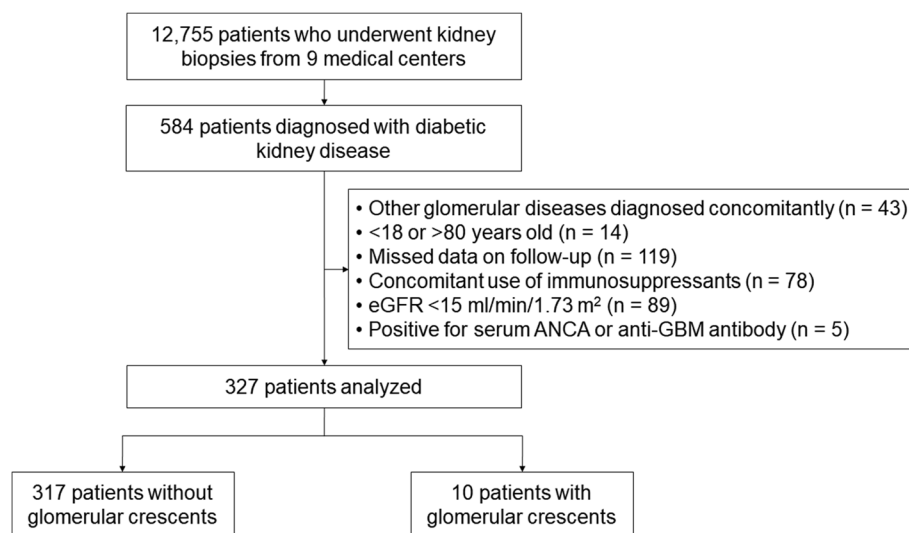 12,755 patients who underwent kidney
biopsies from 9 medical centers
584 patients diagnosed with diabetic
kidney disease
• Other glomerular diseases diagnosed concomitantly (n = 43)
• <18 or >80 years old (n = 14)
• Missed data on follow-up (n = 119)
• Concomitant use of immunosuppressants (n = 78)
• eGFR <15 ml/min/1.73 m² (n = 89)
• Positive for serum ANCA or anti-GBM antibody (n = 5)
327 patients analyzed
317 patients without
glomerular crescents
10 patients with
glomerular crescents